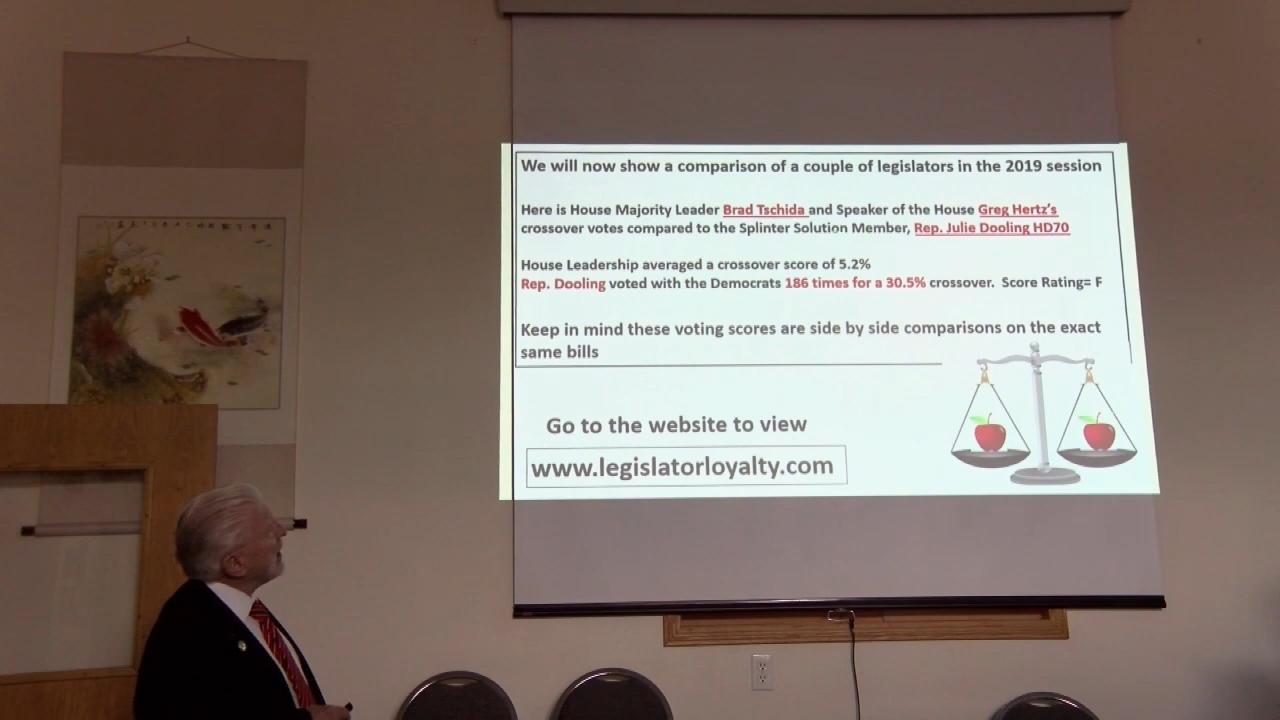 We will now show a comparison of a couple of legislators in the 2019 session
Here is House Majority Leader Brad Tschida and Speaker of the House Greg Hertz's
crossover votes compared to the Splinter Solution Member, Rep. Julie Dooling HD70
House Leadership averaged a crossover score of 5.2%
Rep. Dooling voted with the Democrats 186 times for a 30.5% crossover. Score Rating= F
Keep in mind these voting scores are side by side comparisons on the exact
same bills
Go to the website to view
www.legislatorloyalty.com